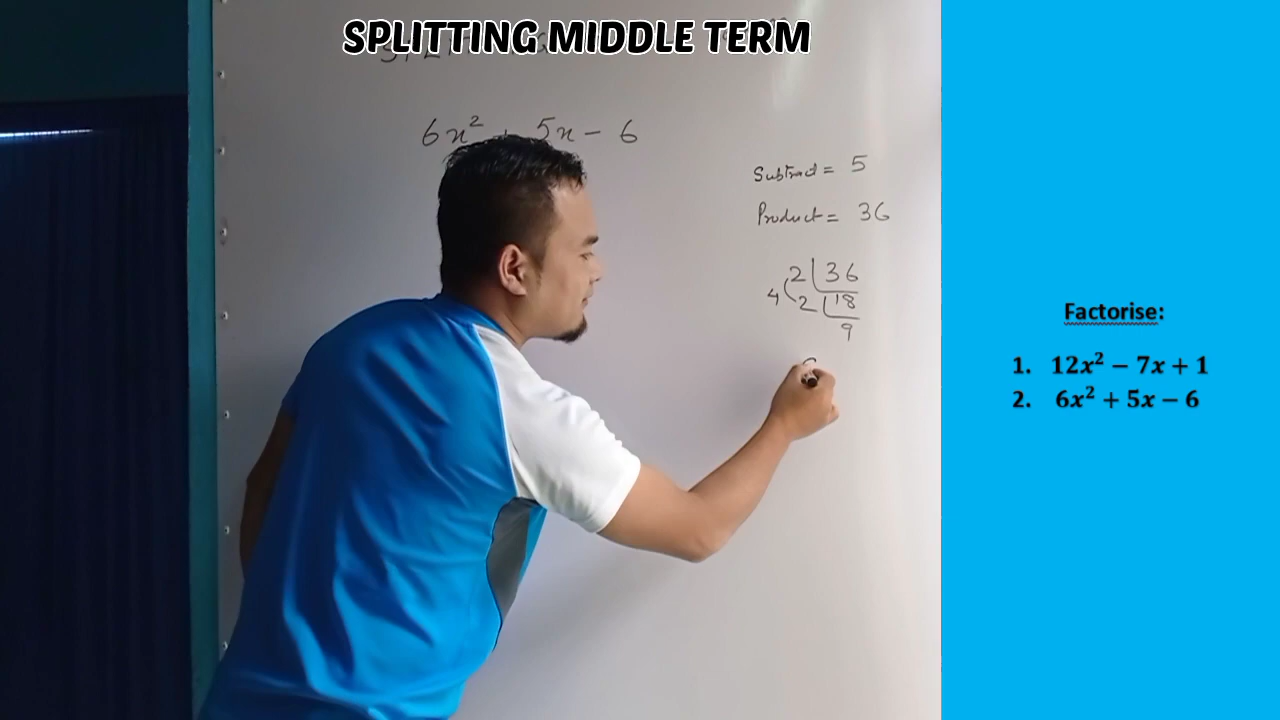 SPLITTING MIDDLE TERM
6x² + 5x - 6
Subtract = 5
Product = 36
2 36
4 2 18
9
Factorise:
1. 12x² − 7x + 1
2. 6x² + 5x − 6